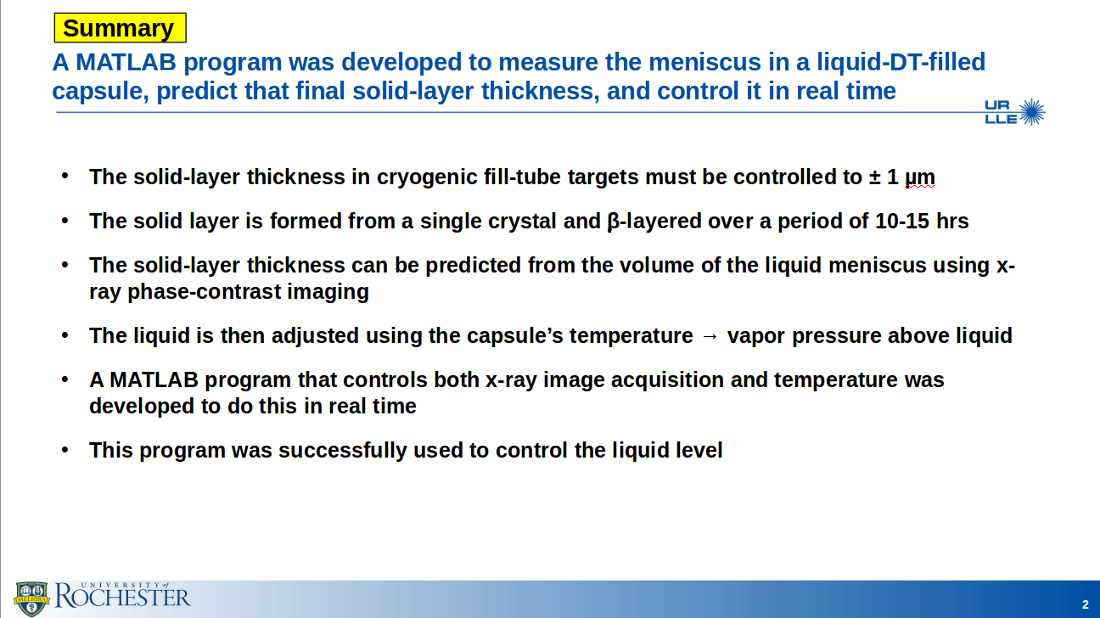 Summary
A MATLAB program was developed to measure the meniscus in a liquid-DT-filled
capsule, predict that final solid-layer thickness, and control it in real time
UR
LLE
• The solid-layer thickness in cryogenic fill-tube targets must be controlled to ± 1 µm
• The solid layer is formed from a single crystal and β-layered over a period of 10-15 hrs
• The solid-layer thickness can be predicted from the volume of the liquid meniscus using x-
ray phase-contrast imaging
• The liquid is then adjusted using the capsule’s temperature → vapor pressure above liquid
• A MATLAB program that controls both x-ray image acquisition and temperature was
developed to do this in real time
• This program was successfully used to control the liquid level
UNIVERSITY of
ROCHESTER
2